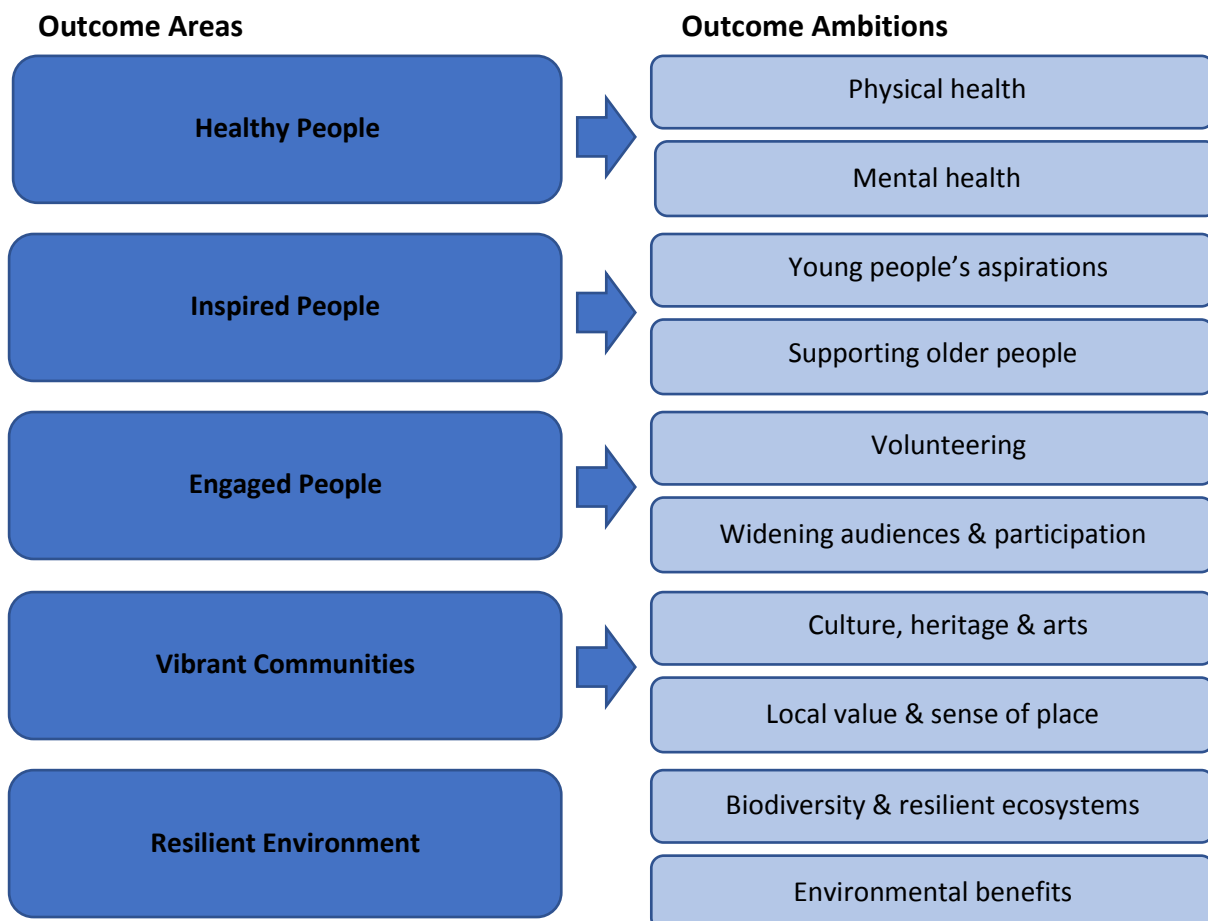 Outcome Areas
Outcome Ambitions
Healthy People
Physical health
Mental health
Inspired People
Young people’s aspirations
Supporting older people
Engaged People
Volunteering
Widening audiences & participation
Vibrant Communities
Culture, heritage & arts
Local value & sense of place
Resilient Environment
Biodiversity & resilient ecosystems
Environmental benefits